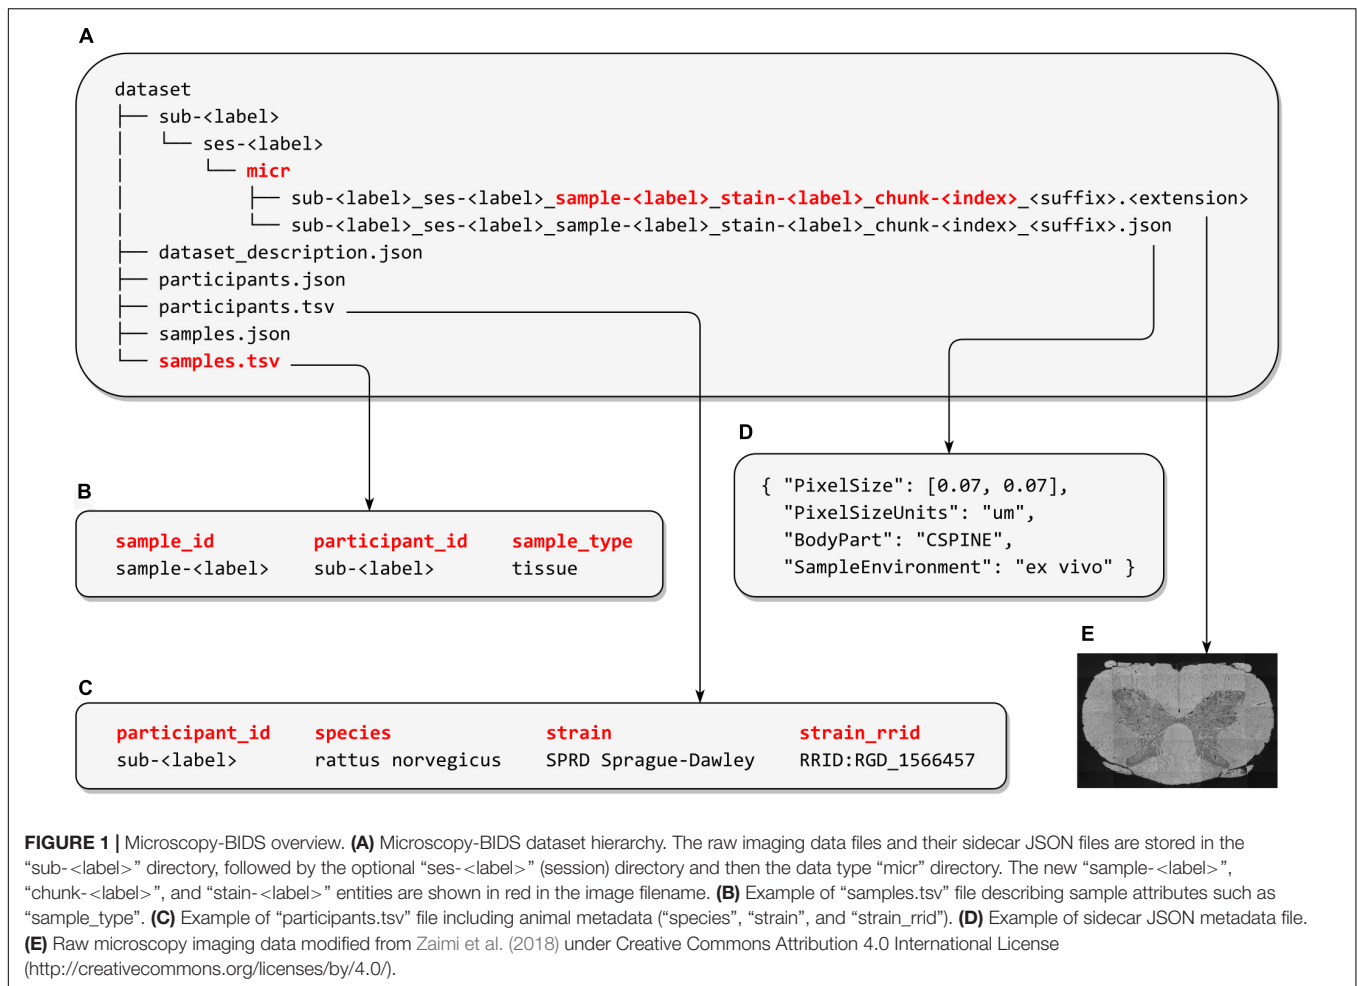 A
dataset
├── sub-<label>
│   └── ses-<label>
│       └── micr
│           ├── sub-<label>_ses-<label>_sample-<label>_stain-<label>_chunk-<index>_<suffix>.<extension>
│           └── sub-<label>_ses-<label>_sample-<label>_stain-<label>_chunk-<index>_<suffix>.json
├── dataset_description.json
├── participants.json
├── participants.tsv
├── samples.json
└── samples.tsv
B
sample_id participant_id sample_type
sample-<label> sub-<label> tissue
D
{ "PixelSize": [0.07, 0.07],
"PixelSizeUnits": "um",
"BodyPart": "CSPINE",
"SampleEnvironment": "ex vivo" }
C
participant_id species strain strain_rrid
sub-<label> rattus norvegicus SPRD Sprague-Dawley RRID:RGD_1566457
E
FIGURE 1 | Microscopy-BIDS overview. (A) Microscopy-BIDS dataset hierarchy. The raw imaging data files and their sidecar JSON files are stored in the
“sub-<label>” directory, followed by the optional “ses-<label>” (session) directory and then the data type “micr” directory. The new “sample-<label>”,
“chunk-<label>”, and “stain-<label>” entities are shown in red in the image filename. (B) Example of “samples.tsv” file describing sample attributes such as
“sample_type”. (C) Example of “participants.tsv” file including animal metadata (“species”, “strain”, and “strain_rrid”). (D) Example of sidecar JSON metadata file.
(E) Raw microscopy imaging data modified from Zaimi et al. (2018) under Creative Commons Attribution 4.0 International License
(http://creativecommons.org/licenses/by/4.0/).